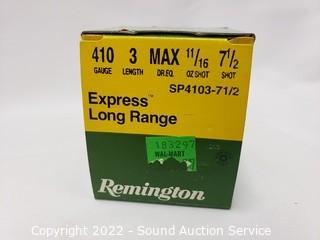 410 3 MAX 11/16 7 1/2
GAUGE LENGTH DR.EQ. OZ SHOT SHOT
SP4103-71/2
Express™
Long Range
183297
WAL-MART
Remington
Copyright 2022 - Sound Auction Service